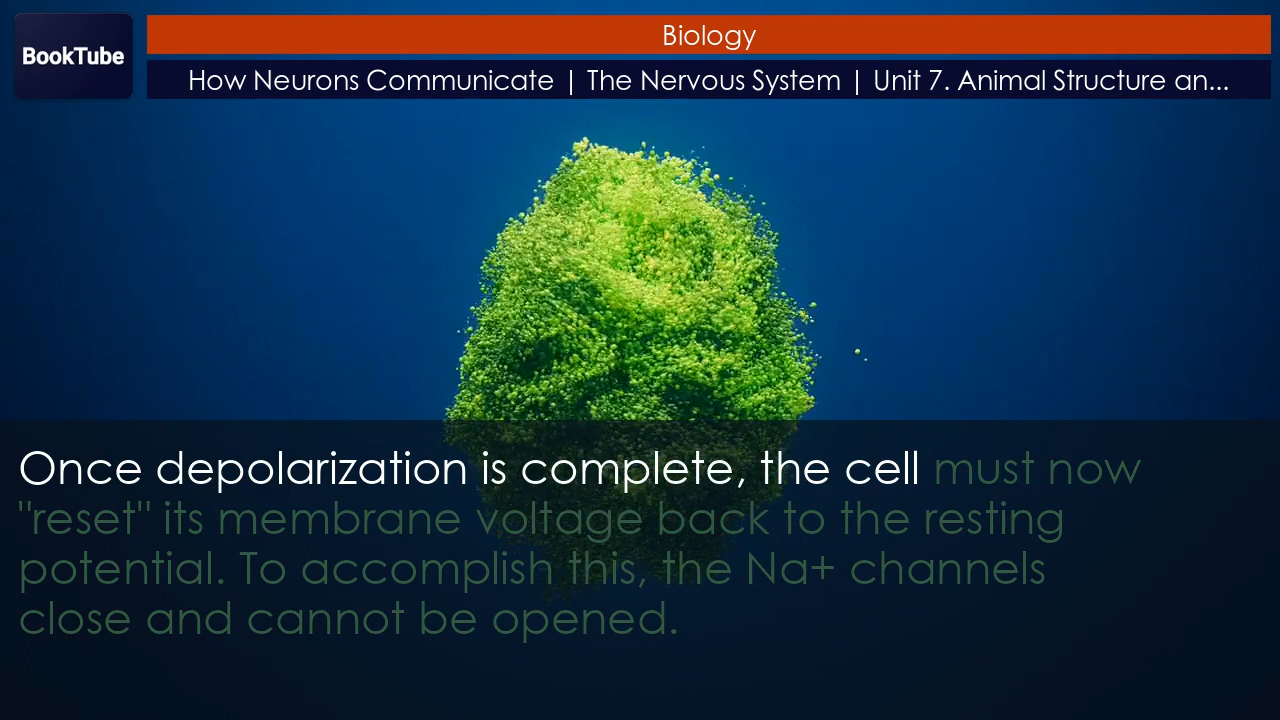 BookTube
Biology
How Neurons Communicate | The Nervous System | Unit 7. Animal Structure an...
Once depolarization is complete, the cell must now
"reset" its membrane voltage back to the resting
potential. To accomplish this, the Na+ channels
close and cannot be opened.